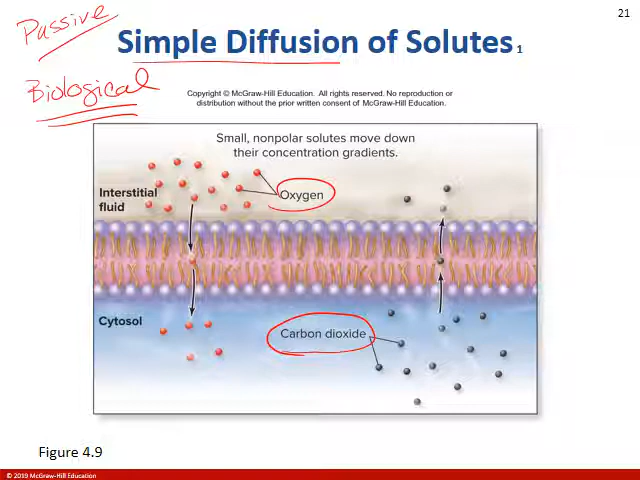 21
Passive
Simple Diffusion of Solutes 1
Biological
Copyright © McGraw-Hill Education. All rights reserved. No reproduction or
distribution without the prior written consent of McGraw-Hill Education.
Small, nonpolar solutes move down
their concentration gradients.
Interstitial
fluid
Oxygen
Cytosol
Carbon dioxide
Figure 4.9
© 2019 McGraw-Hill Education